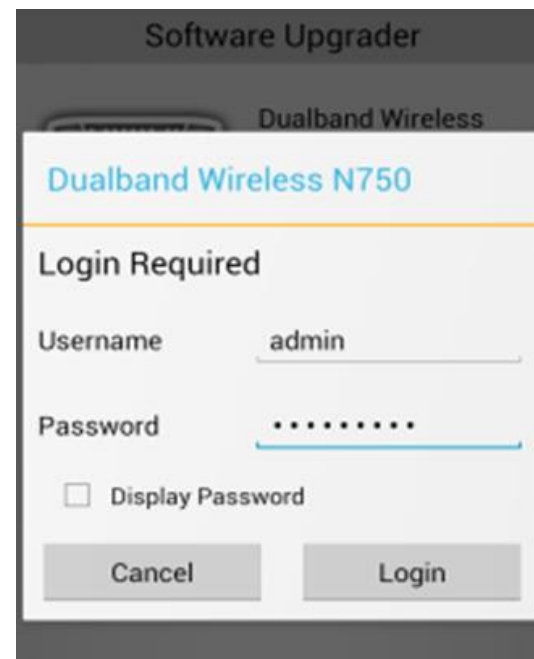 Software Upgrader
Dualband Wireless
Dualband Wireless N750
Login Required
Username admin
Password •••••••••
Display Password
Cancel Login